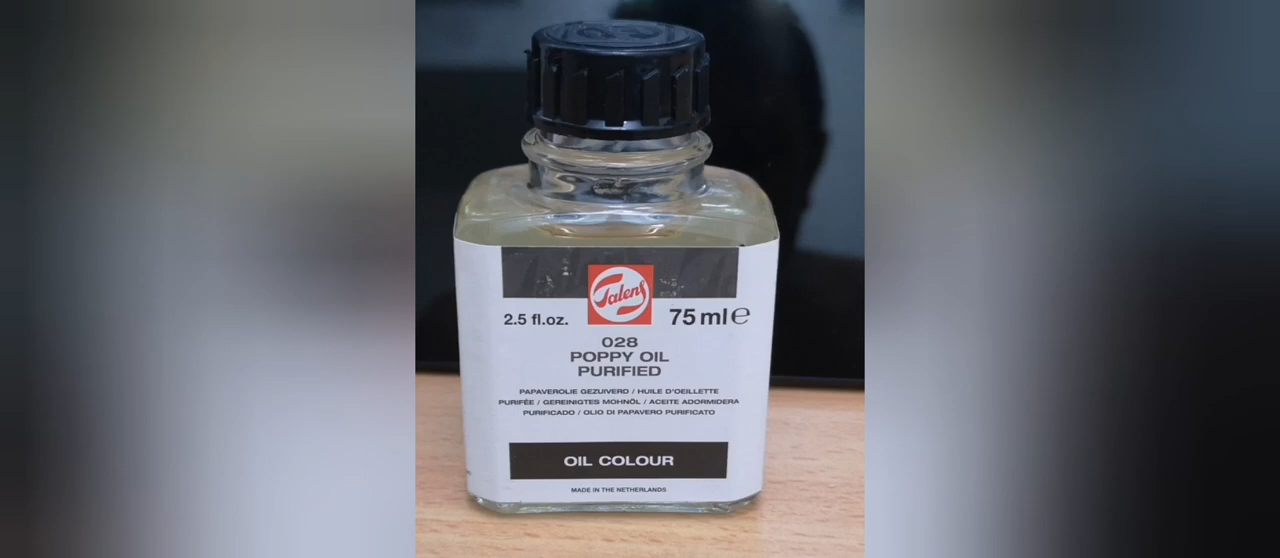 Talens
2.5 fl.oz.
75 ml e
028
POPPY OIL
PURIFIED
PAPAVEROLIE GEZUIVERD / HUILE D'OEILLETTE
PURIFÉE / GEREINIGTES MOHNÖL / ACEITE ADORMIDERA
PURIFICADO / OLIO DI PAPAVERO PURIFICATO
OIL COLOUR
MADE IN THE NETHERLANDS